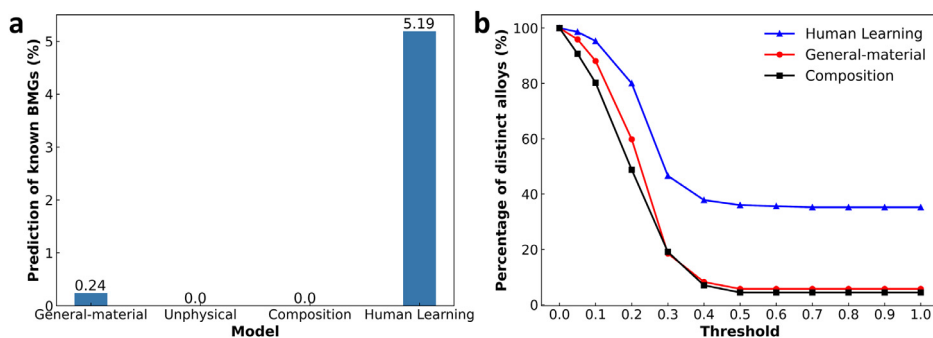 a
Prediction of known BMGs (%)
5
4
3
2
1
0
0.24
0.0
0.0
5.19
General-material
Unphysical
Composition
Human Learning
Model
b
Percentage of distinct alloys (%)
100
80
60
40
20
0
Human Learning
General-material
Composition
0.0 0.1 0.2 0.3 0.4 0.5 0.6 0.7 0.8 0.9 1.0
Threshold